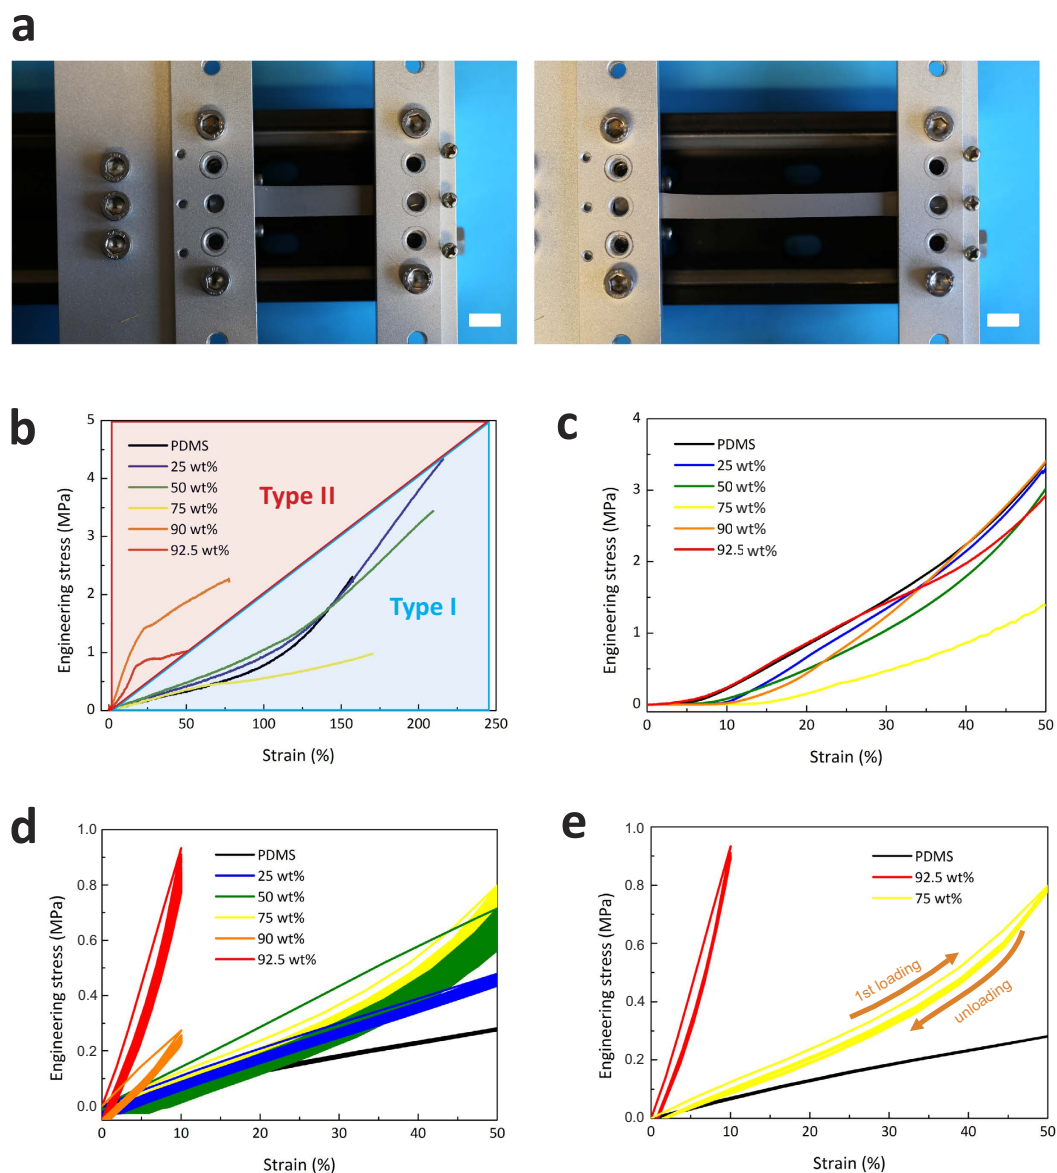 a
b
Engineering stress (MPa)
5
4
3
2
1
0
PDMS
25 wt%
50 wt%
75 wt%
90 wt%
92.5 wt%
Type II
Type I
0
50
100
150
200
250
Strain (%)
c
Engineering stress (MPa)
4
3
2
1
0
PDMS
25 wt%
50 wt%
75 wt%
90 wt%
92.5 wt%
0
10
20
30
40
50
Strain (%)
d
Engineering stress (MPa)
1.0
0.8
0.6
0.4
0.2
0.0
PDMS
25 wt%
50 wt%
75 wt%
90 wt%
92.5 wt%
0
10
20
30
40
50
Strain (%)
e
Engineering stress (MPa)
1.0
0.8
0.6
0.4
0.2
0.0
PDMS
92.5 wt%
75 wt%
1st loading
unloading
0
10
20
30
40
50
Strain (%)